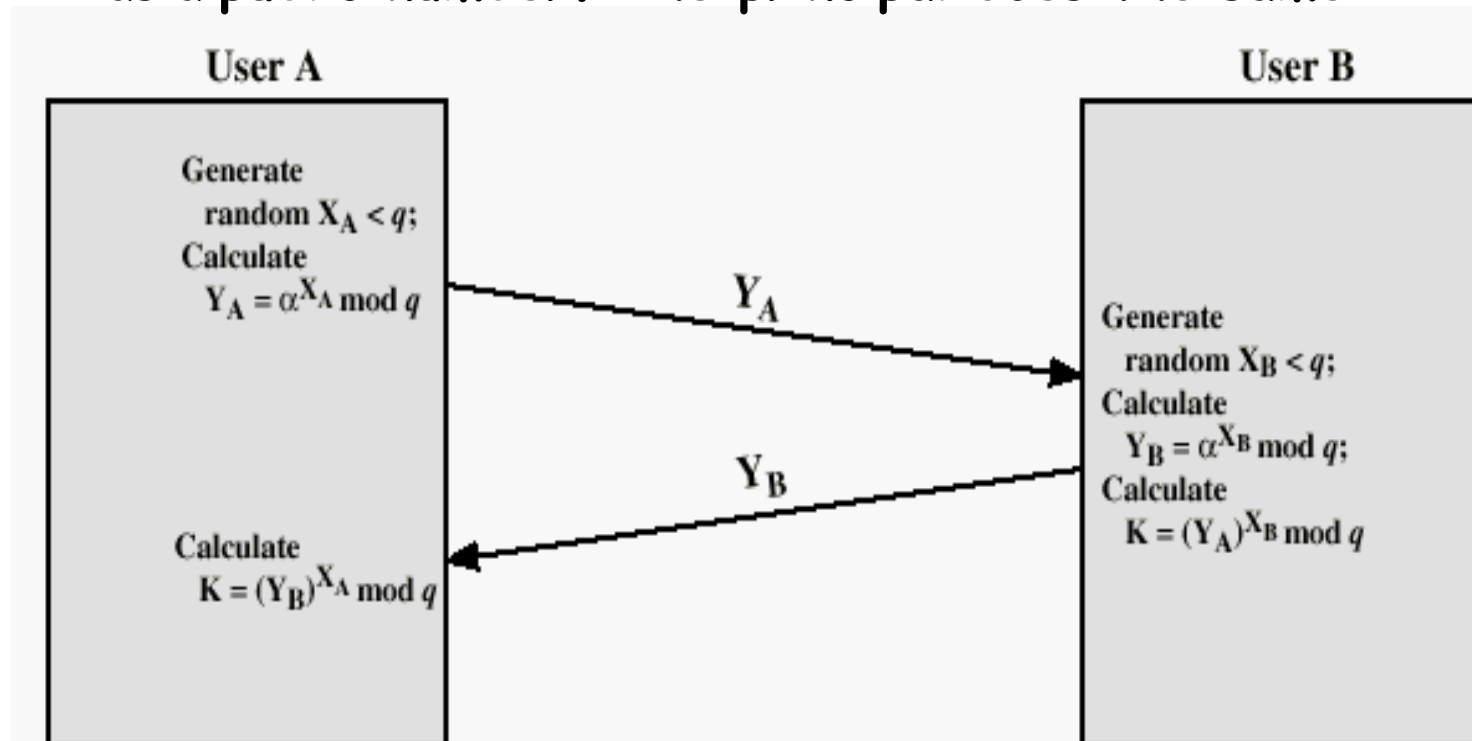 User A
User B
Generate
random X_A < q;
Calculate
Y_A = α^X_A mod q
Y_A
Generate
random X_B < q;
Calculate
Y_B = α^X_B mod q;
Calculate
K = (Y_A)^X_B mod q
Y_B
Calculate
K = (Y_B)^X_A mod q